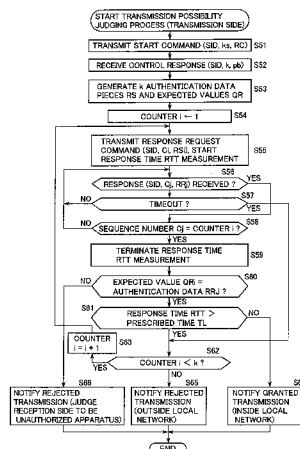 START TRANSMISSION POSSIBILITY
JUDGING PROCESS (TRANSMISSION SIDE)
TRANSMIT START COMMAND (SID, ks, RC)
S51
RECEIVE CONTROL RESPONSE (SID, k, pb)
S52
GENERATE k AUTHENTICATION DATA
PIECES RS AND EXPECTED VALUES QR
S53
COUNTER i ← 1
S54
TRANSMIT RESPONSE REQUEST
COMMAND (SID, Ci, RSi), START
RESPONSE TIME RTT MEASUREMENT
S55
S56
NO
RESPONSE (SID, Cj, RRj) RECEIVED ?
YES
S57
NO
TIMEOUT ?
YES
S58
NO
SEQUENCE NUMBER Cj = COUNTER i ?
YES
TERMINATE RESPONSE TIME
RTT MEASUREMENT
S59
S60
NO
EXPECTED VALUE QRi =
AUTHENTICATION DATA RRJ ?
S61
YES
RESPONSE TIME RTT >
PRESCRIBED TIME TL
NO
COUNTER
i = i + 1
S63
YES
S62
YES
COUNTER i < k ?
NO
S66
S65
NOTIFY REJECTED
TRANSMISSION (JUDGE
RECEPTION SIDE TO BE
UNAUTHORIZED APPARATUS)
NOTIFY REJECTED
TRANSMISSION
(OUTSIDE LOCAL
NETWORK)
NOTIFY GRANTED
TRANSMISSION
(INSIDE LOCAL
NETWORK)
END